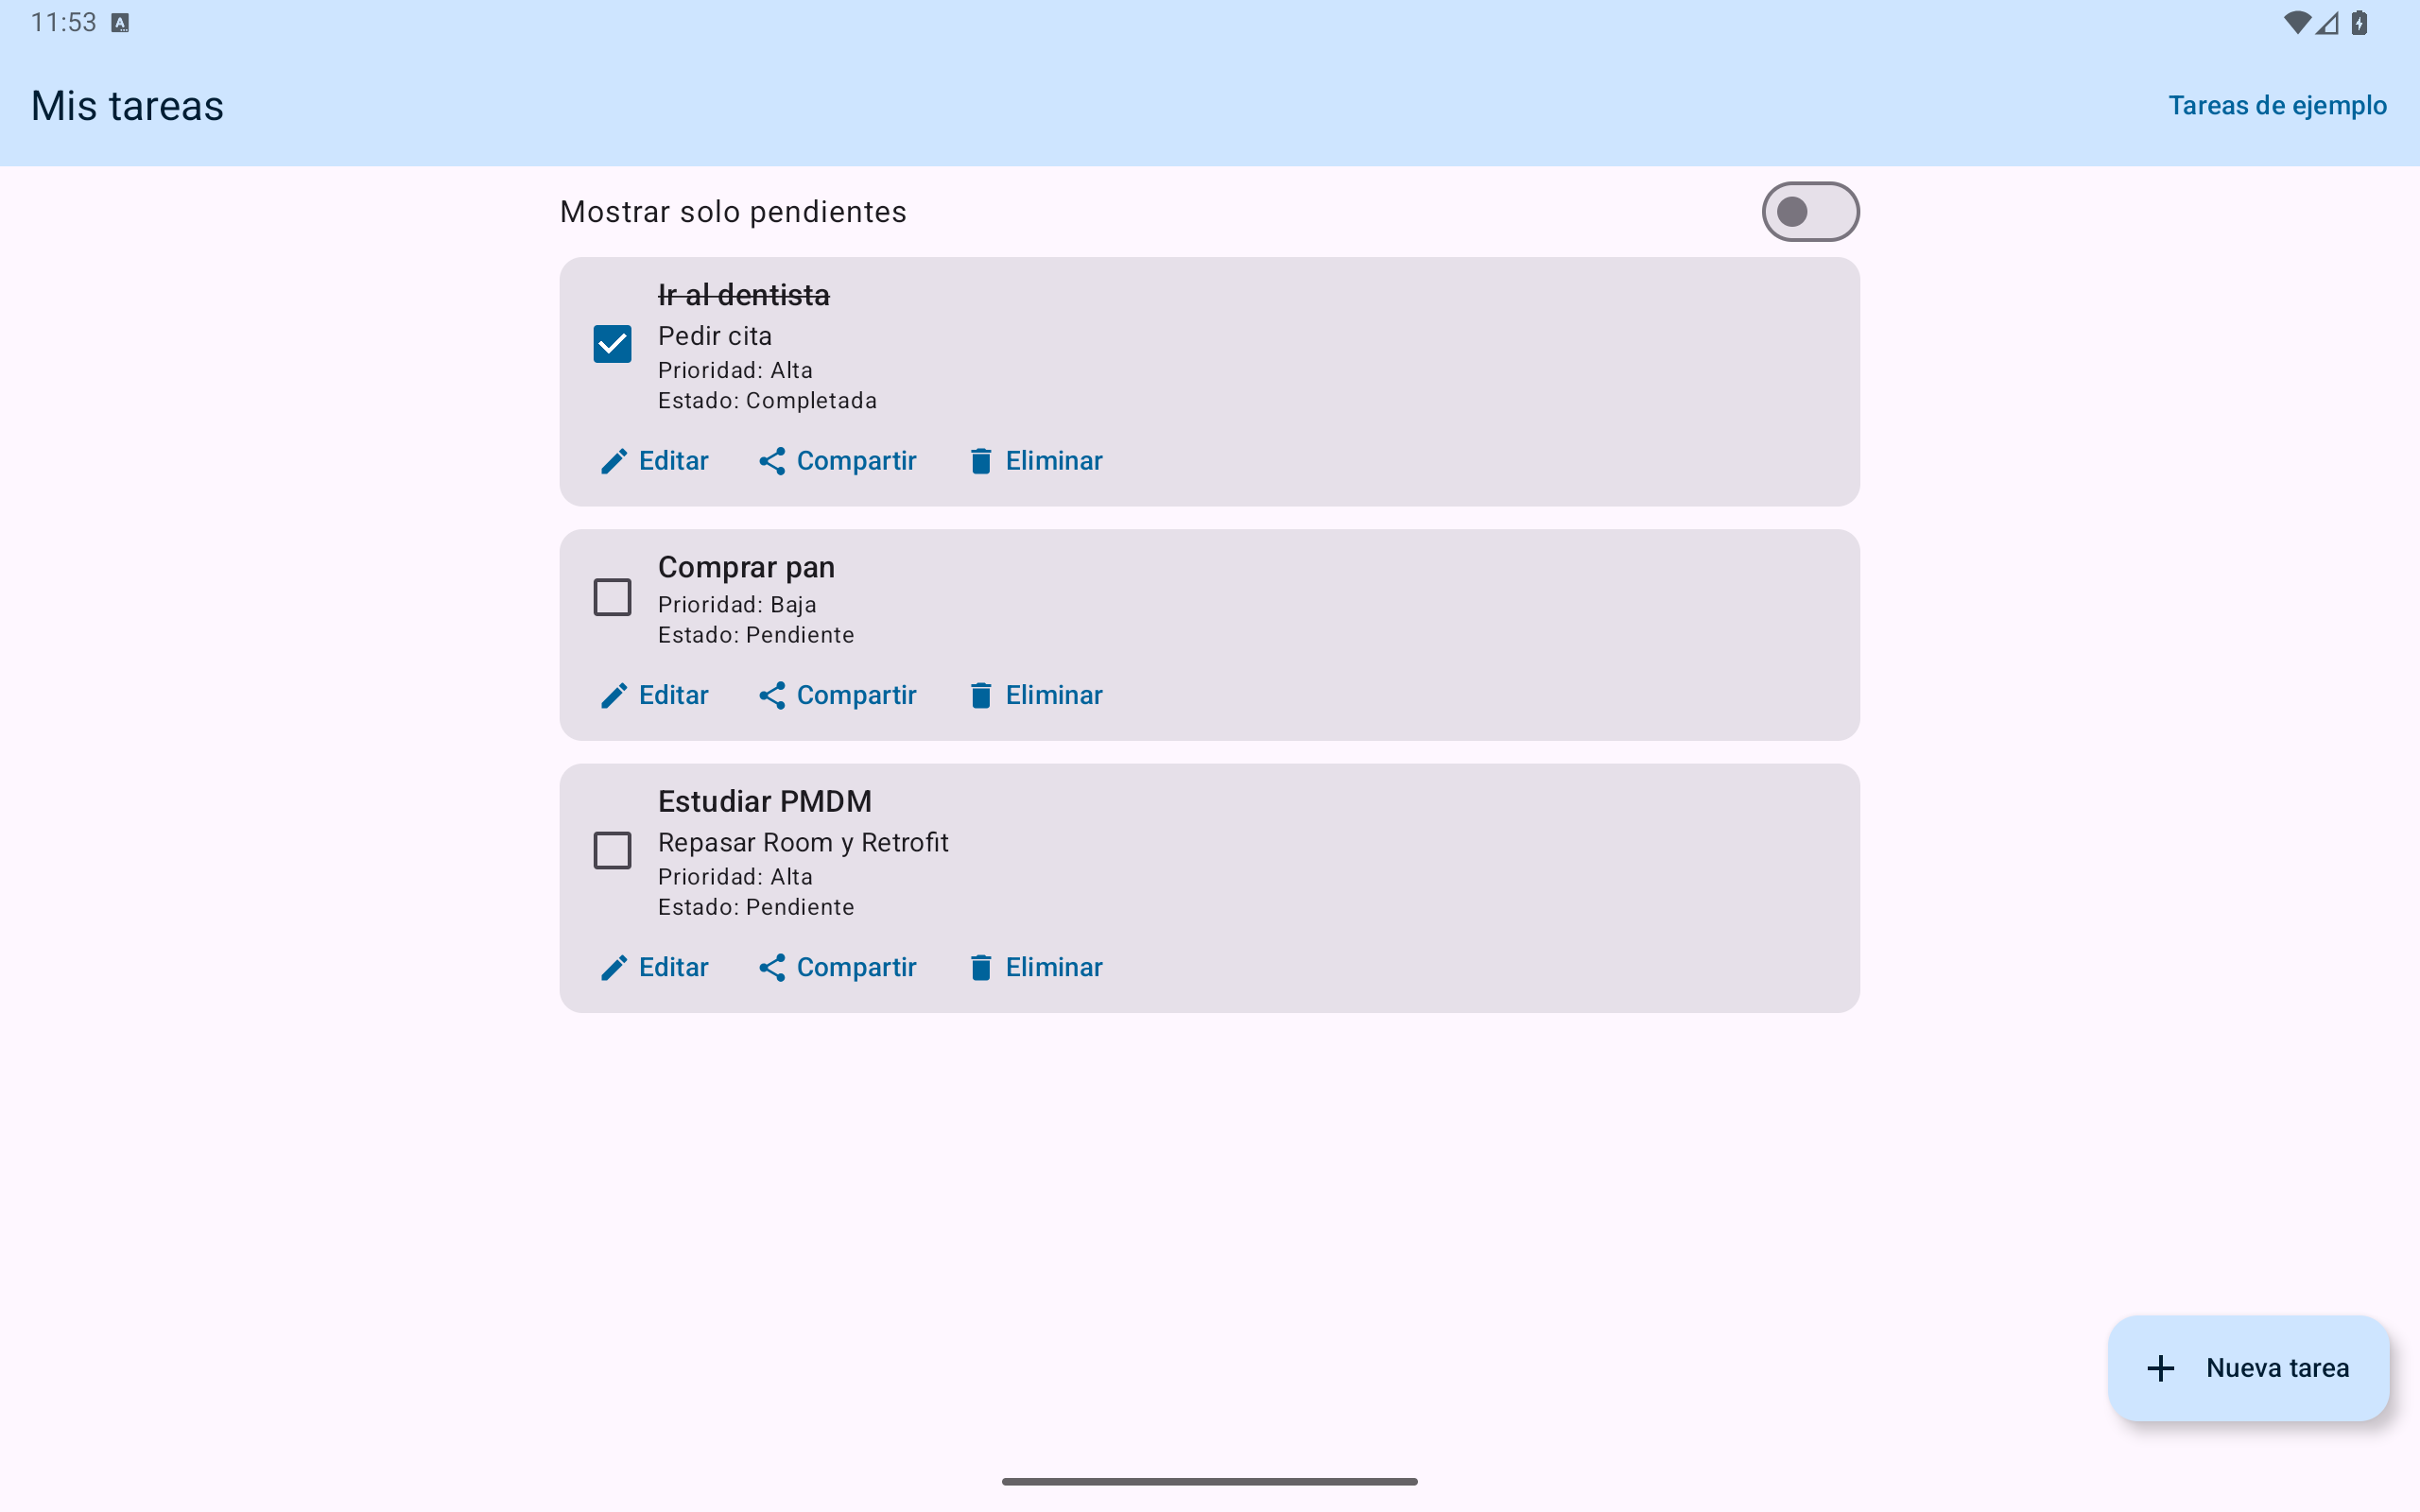 11:53 A
Mis tareas
Tareas de ejemplo
Mostrar solo pendientes
Ir al dentista
Pedir cita
Prioridad: Alta
Estado: Completada
Editar Compartir Eliminar
Comprar pan
Prioridad: Baja
Estado: Pendiente
Editar Compartir Eliminar
Estudiar PMDM
Repasar Room y Retrofit
Prioridad: Alta
Estado: Pendiente
Editar Compartir Eliminar
Nueva tarea